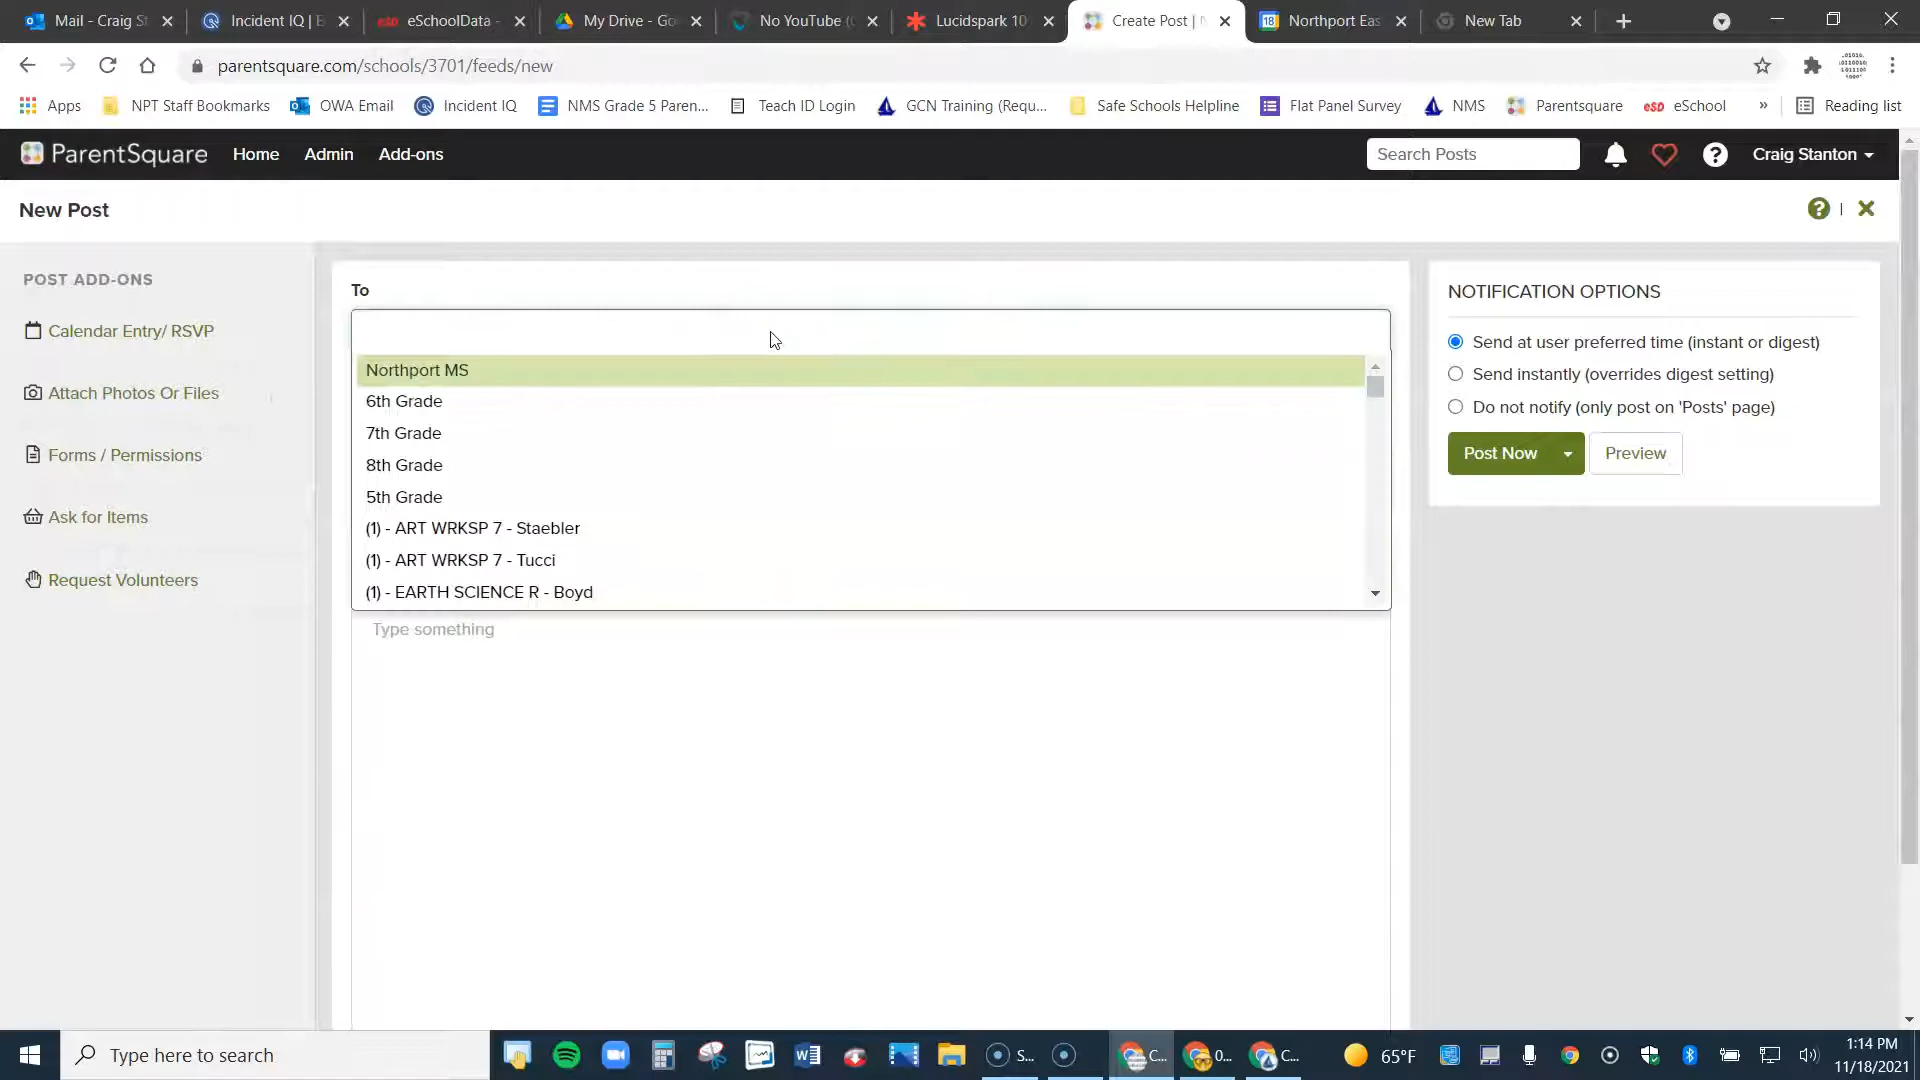 Mail - Craig St
Incident IQ | E
eSchoolData -
My Drive - Go
No YouTube (
Lucidspark 10
Create Post | N
Northport Eas
New Tab
parentsquare.com/schools/3701/feeds/new
Apps
NPT Staff Bookmarks
OWA Email
Incident IQ
NMS Grade 5 Paren...
Teach ID Login
GCN Training (Requ...
Safe Schools Helpline
Flat Panel Survey
NMS
Parentsquare
eSchool
»
Reading list
ParentSquare
Home
Admin
Add-ons
Search Posts
Craig Stanton
New Post
POST ADD-ONS
Calendar Entry/ RSVP
Attach Photos Or Files
Forms / Permissions
Ask for Items
Request Volunteers
To
Northport MS
6th Grade
7th Grade
8th Grade
5th Grade
(1) - ART WRKSP 7 - Staebler
(1) - ART WRKSP 7 - Tucci
(1) - EARTH SCIENCE R - Boyd
Type something
NOTIFICATION OPTIONS
Send at user preferred time (instant or digest)
Send instantly (overrides digest setting)
Do not notify (only post on 'Posts' page)
Post Now
Preview
Type here to search
S...
C...
0...
C...
65°F
1:14 PM
11/18/2021